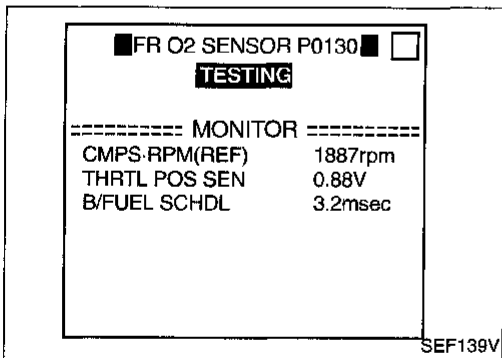 ■FR O2 SENSOR P0130■ □
TESTING
========== MONITOR ==========
CMPS·RPM(REF) 1887rpm
THRTL POS SEN 0.88V
B/FUEL SCHDL 3.2msec
SEF139V